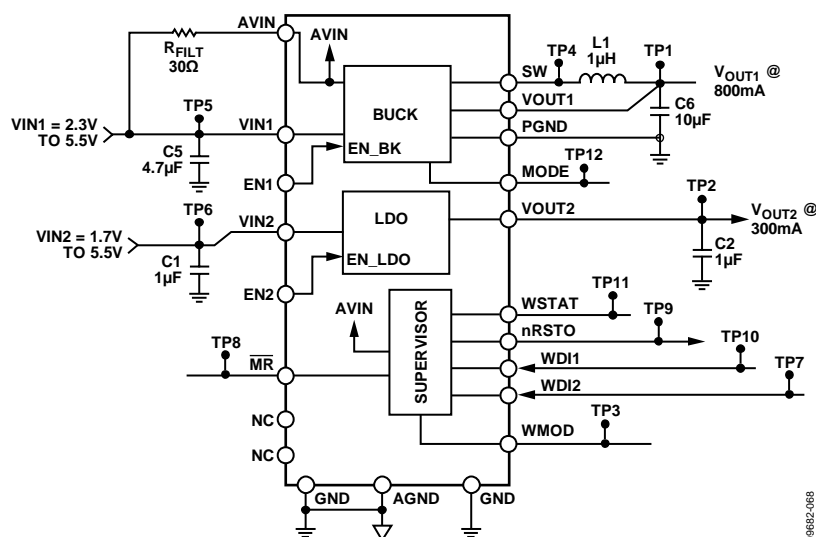 AVIN
R_FILT
30Ω
AVIN
TP5
VIN1 = 2.3V
TO 5.5V
VIN1
C5
4.7µF
EN1
BUCK
EN_BK
SW
VOUT1
PGND
MODE
TP4
L1
1µH
TP1
V_OUT1 @
800mA
C6
10µF
TP12
TP6
VIN2 = 1.7V
TO 5.5V
VIN2
C1
1µF
EN2
LDO
EN_LDO
VOUT2
TP2
V_OUT2 @
300mA
C2
1µF
AVIN
SUPERVISOR
TP8
MR
NC
NC
WSTAT
nRSTO
WDI1
WDI2
WMOD
TP11
TP9
TP10
TP7
TP3
GND
AGND
GND
09682-068